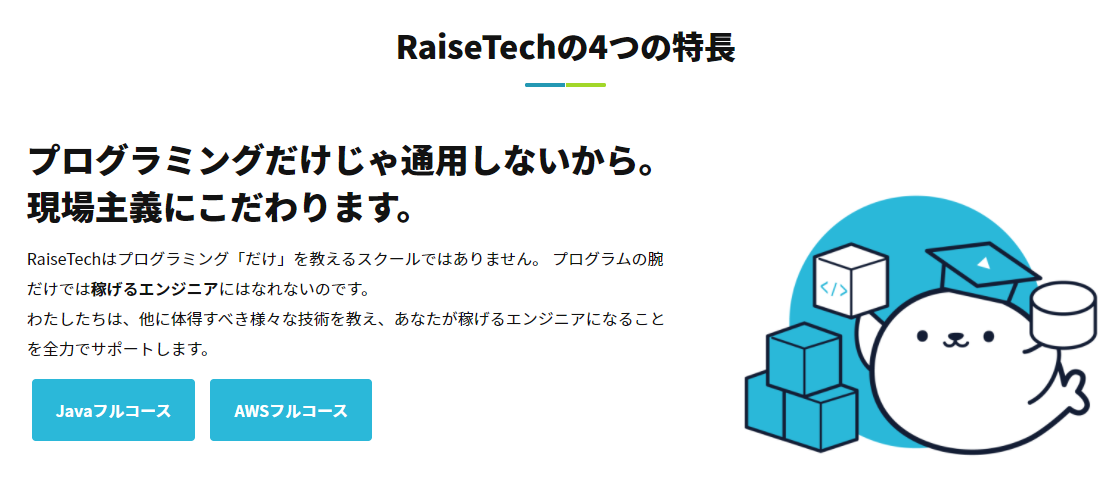 RaiseTechの4つの特長
プログラミングだけじゃ通用しないから。
現場主義にこだわります。
RaiseTechはプログラミング「だけ」を教えるスクールではありません。 プログラムの腕
だけでは稼げるエンジニアにはなれないのです。
わたしたちは、他に体得すべき様々な技術を教え、あなたが稼げるエンジニアになること
を全力でサポートします。
Javaフルコース
AWSフルコース
</>